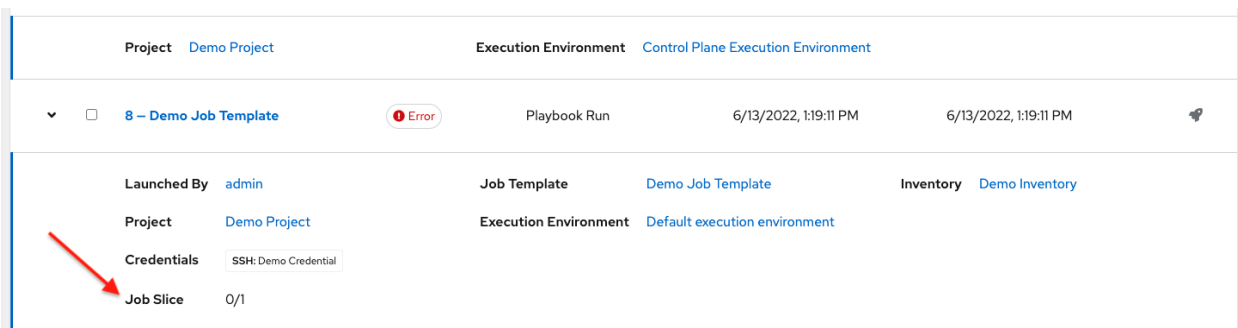 Project Demo Project Execution Environment Control Plane Execution Environment
8 – Demo Job Template Error Playbook Run 6/13/2022, 1:19:11 PM 6/13/2022, 1:19:11 PM
Launched By admin Job Template Demo Job Template Inventory Demo Inventory
Project Demo Project Execution Environment Default execution environment
Credentials SSH: Demo Credential
Job Slice 0/1